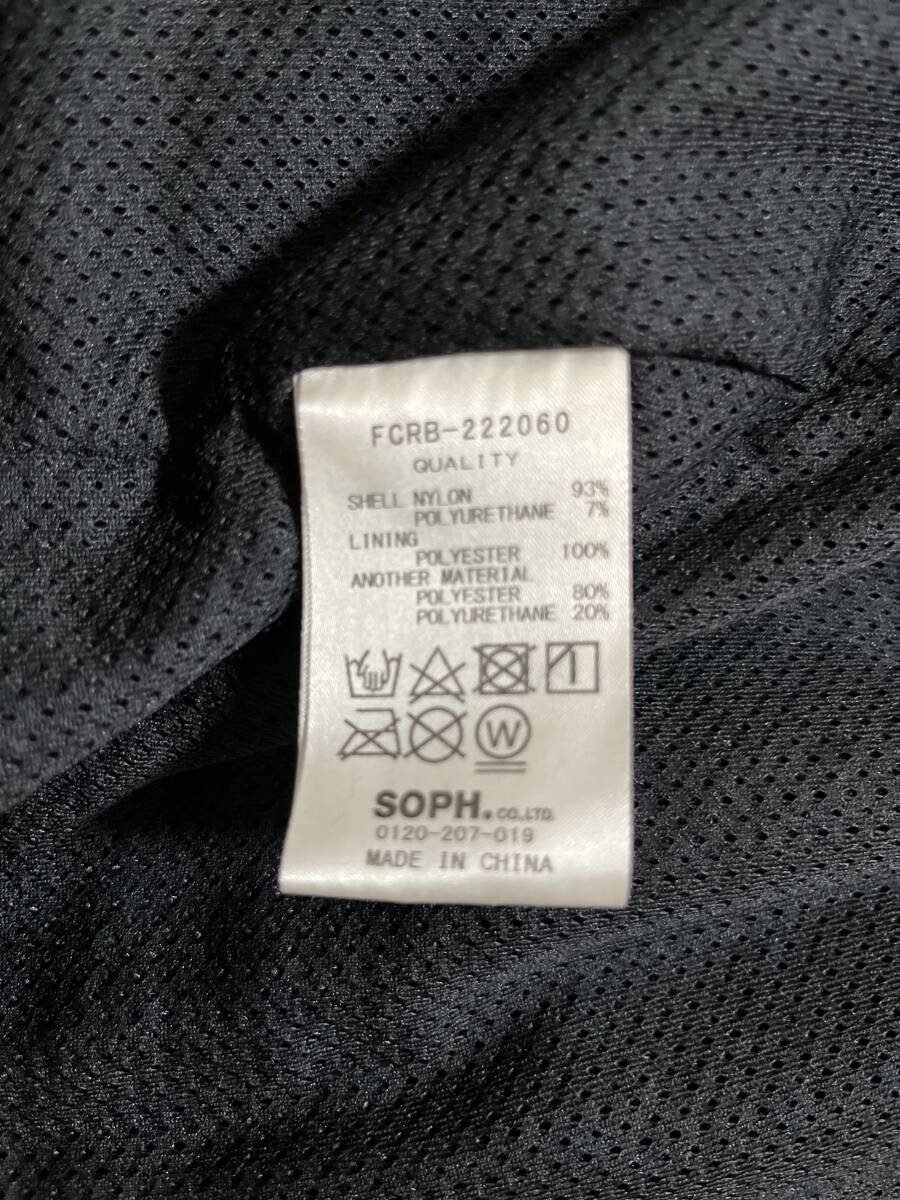 FCRB-222060
QUALITY
SHELL NYLON 93%
POLYURETHANE 7%
LINING
POLYESTER 100%
ANOTHER MATERIAL
POLYESTER 80%
POLYURETHANE 20%
W
SOPH.CO.,LTD.
0120-207-019
MADE IN CHINA